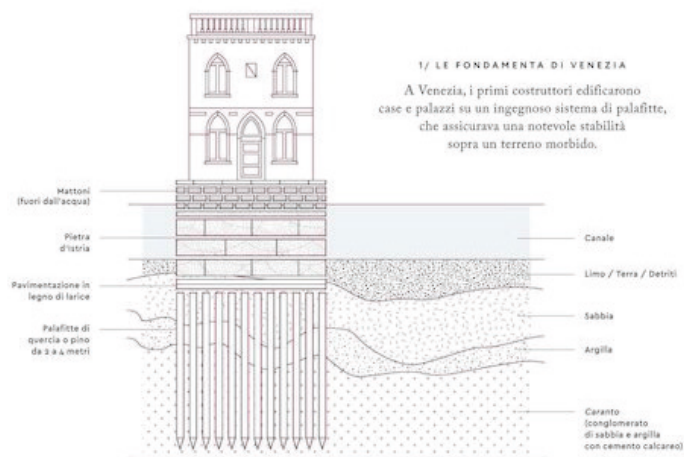 1/ LE FONDAMENTA DI VENEZIA
A Venezia, i primi costruttori edificarono
case e palazzi su un ingegnoso sistema di palafitte,
che assicurava una notevole stabilità
sopra un terreno morbido.
Mattoni
(fuori dall'acqua)
Pietra
d'Istria
Pavimentazione in
legno di larice
Palafitte di
quercia o pino
da 2 a 4 metri
Canale
Limo / Terra / Detriti
Sabbia
Argilla
Caranto
(conglomerato
di sabbia e argilla
con cemento calcareo)